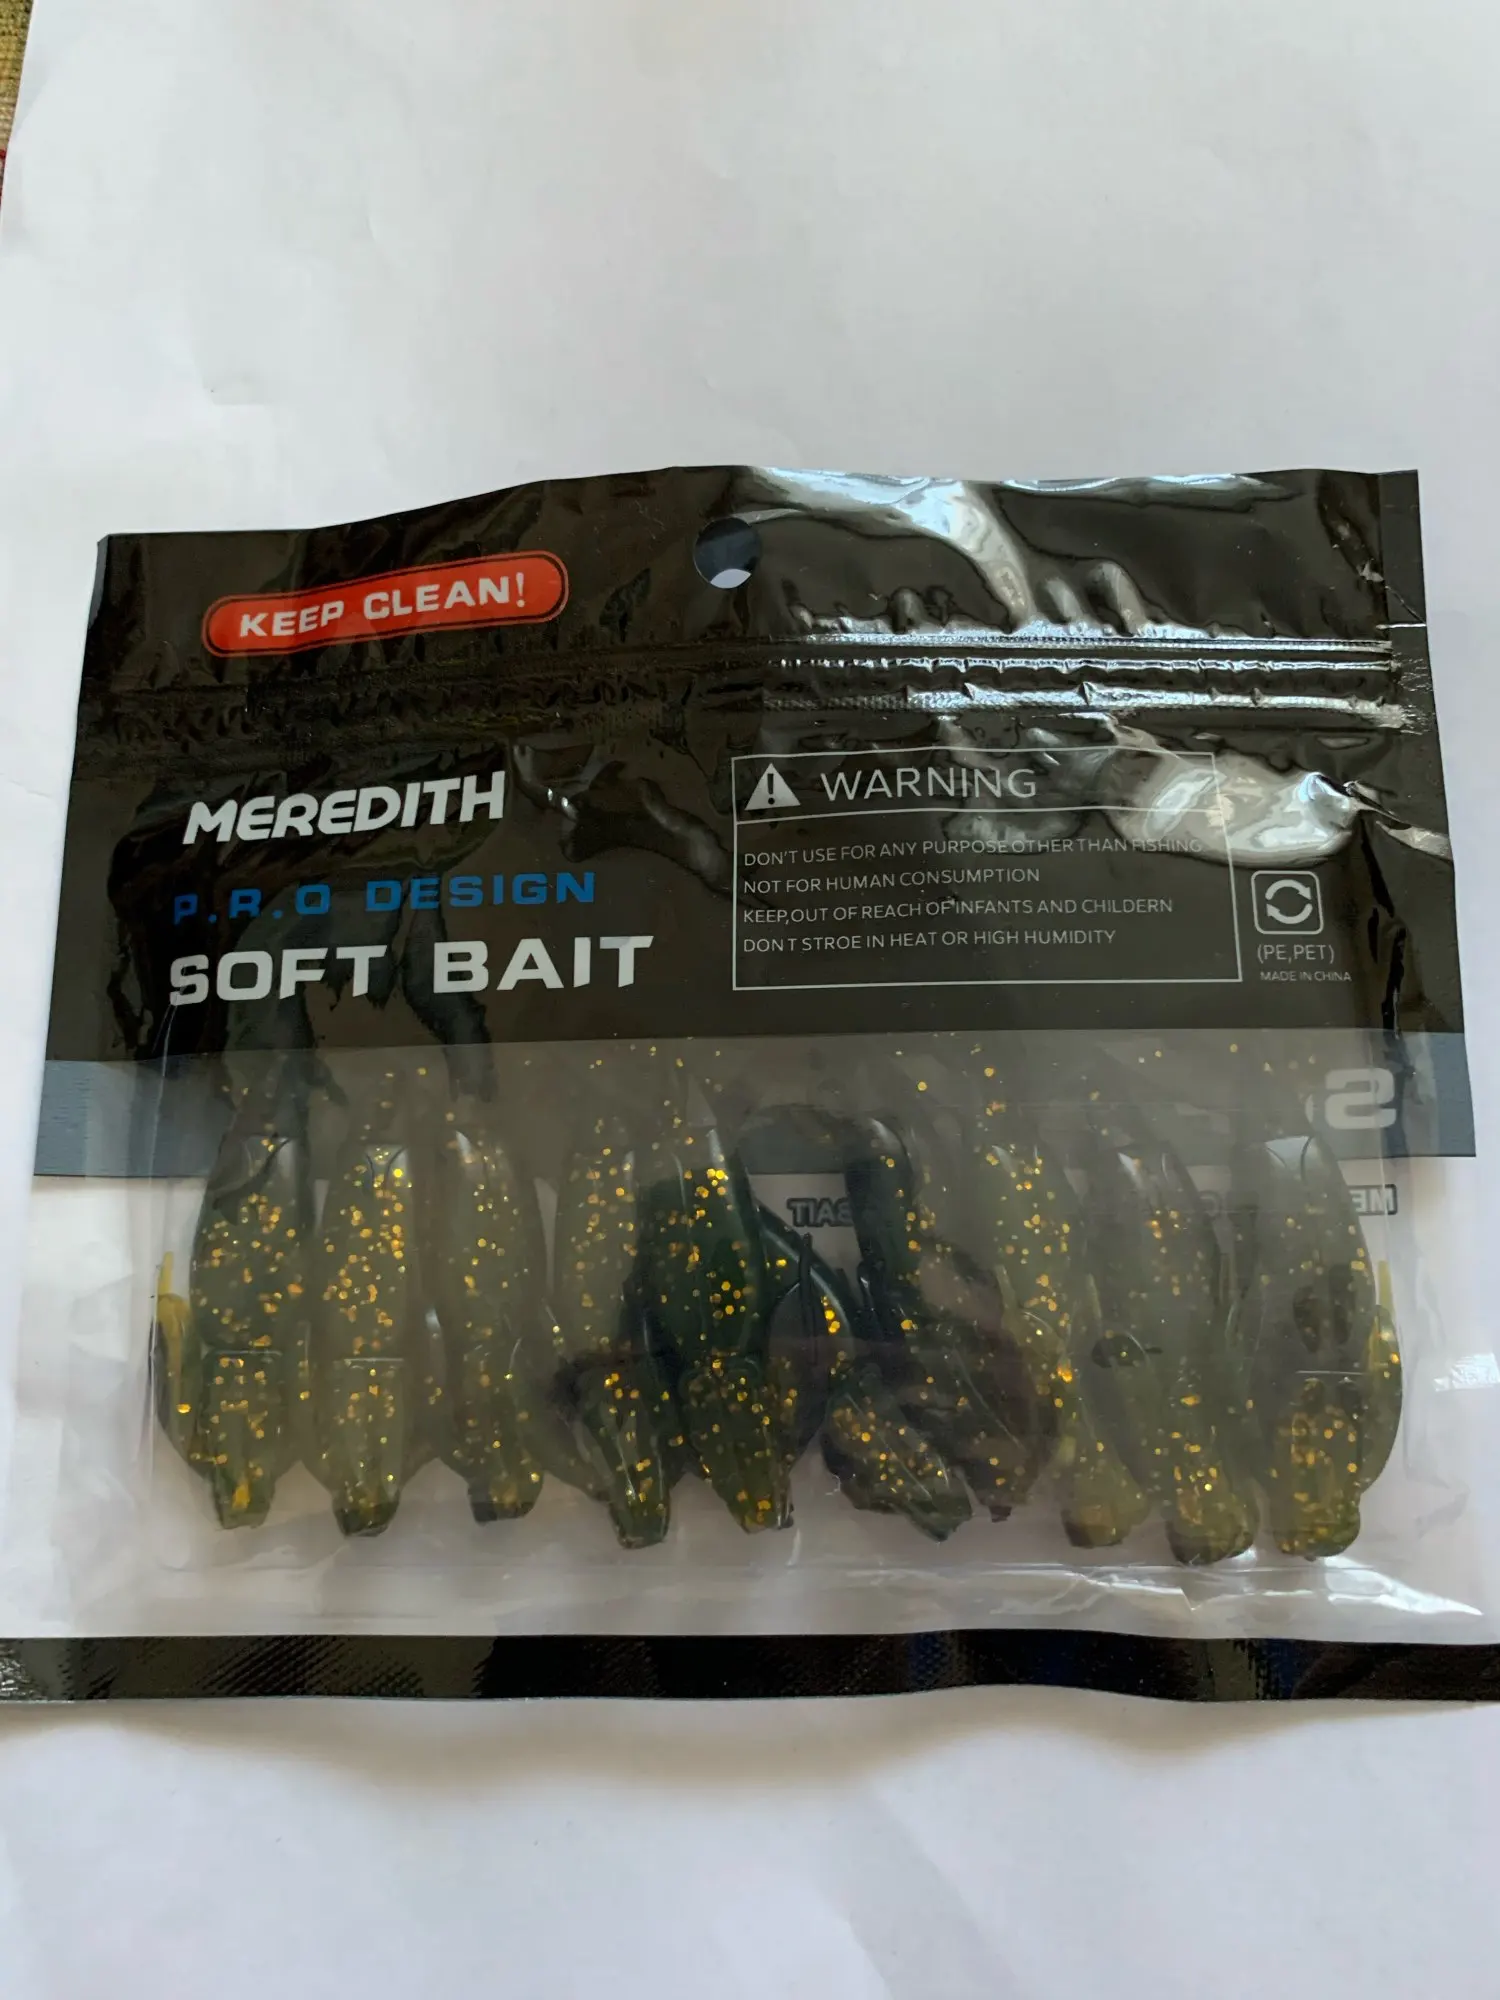 KEEP CLEAN!
MEREDITH
P.R.O DESIGN
SOFT BAIT
WARNING
DON'T USE FOR ANY PURPOSE OTHER THAN FISHING
NOT FOR HUMAN CONSUMPTION
KEEP,OUT OF REACH OF INFANTS AND CHILDERN
DON T STROE IN HEAT OR HIGH HUMIDITY
(PE,PET)
MADE IN CHINA